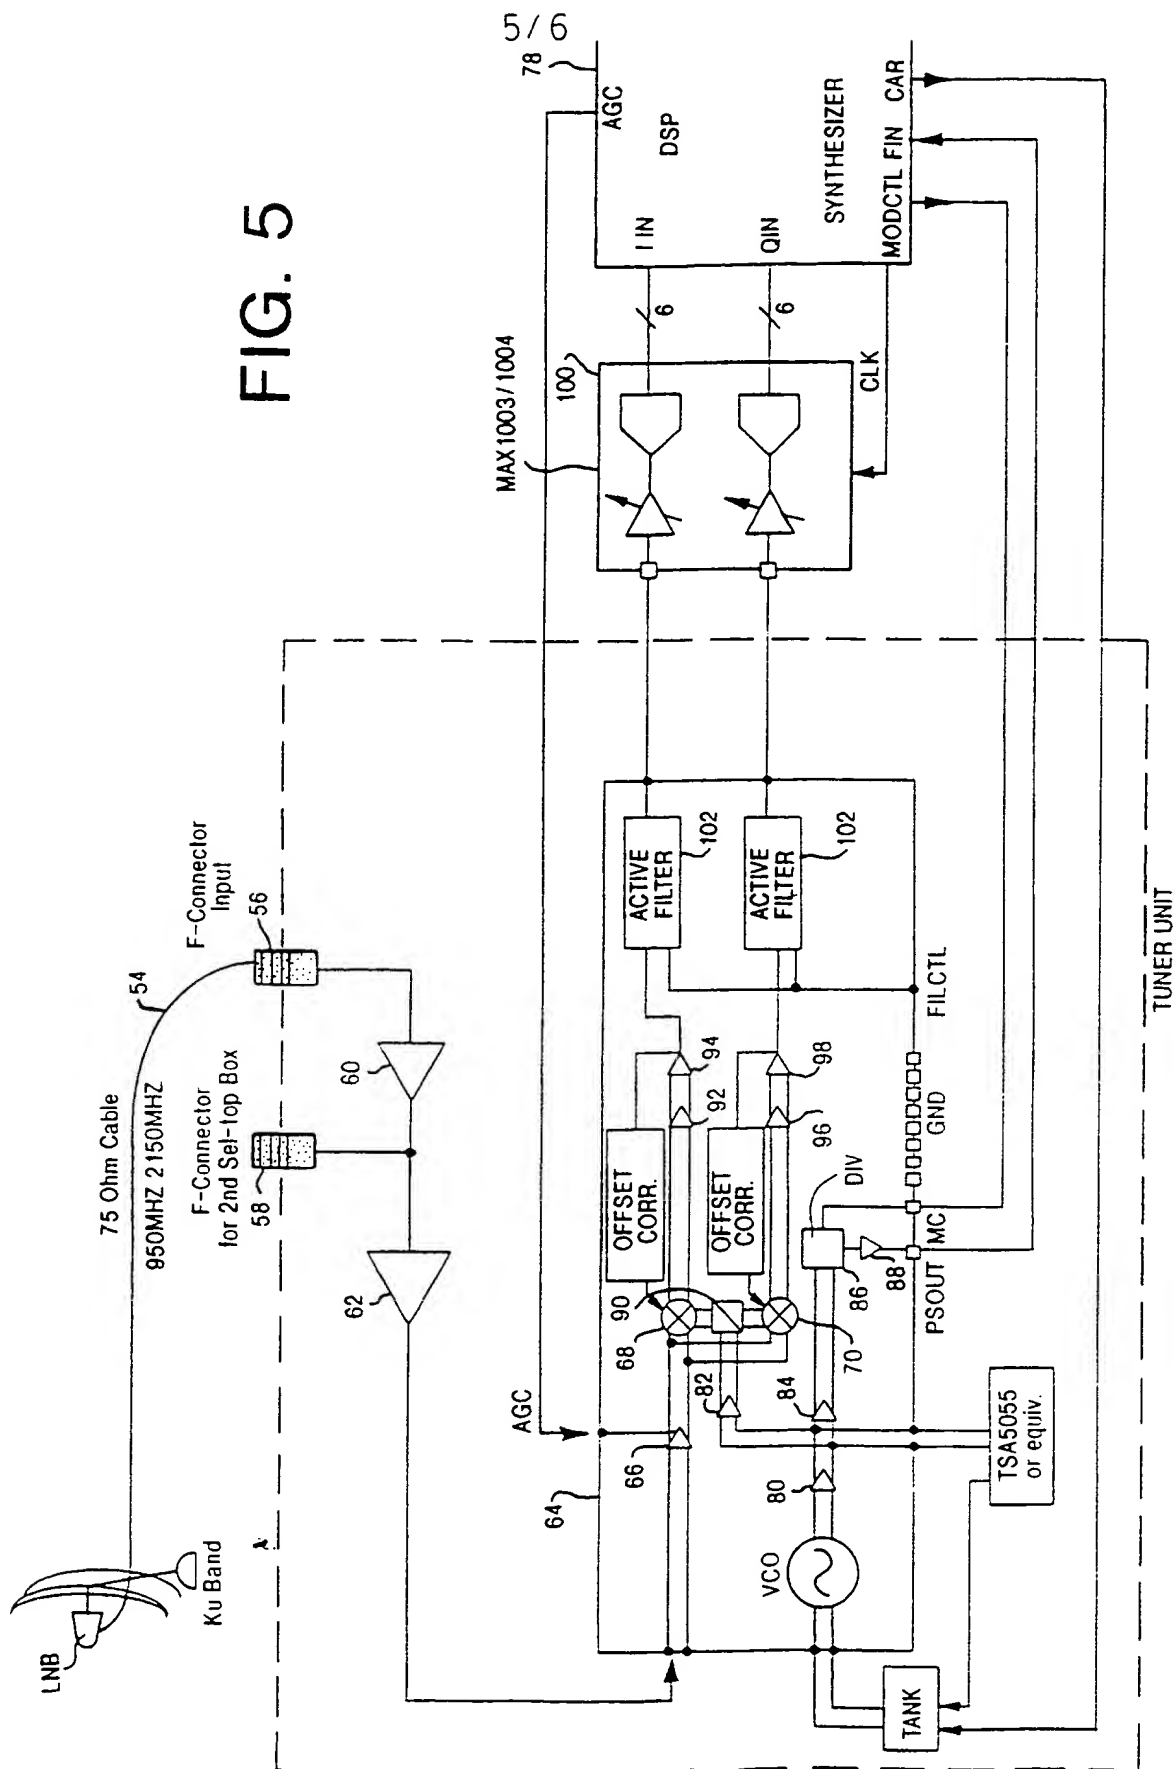 5/6
FIG. 5
LNB
Ku Band
75 Ohm Cable
950MHZ 2150MHZ
54
F-Connector
Input
56
F-Connector
for 2nd Sel-top Box
58
60
62
TUNER UNIT
64
AGC
66
68
90
70
82
84
80
VCO
TANK
TSA5055
or equiv.
OFFSET
CORR.
OFFSET
CORR.
92
94
96
98
DIV
86
88
PSOUT
MC
GND
FILCTL
ACTIVE
FILTER
102
ACTIVE
FILTER
102
MAX1003/1004
100
CLK
6
6
78
AGC
DSP
I IN
QIN
SYNTHESIZER
MODCTL
FIN
CAR